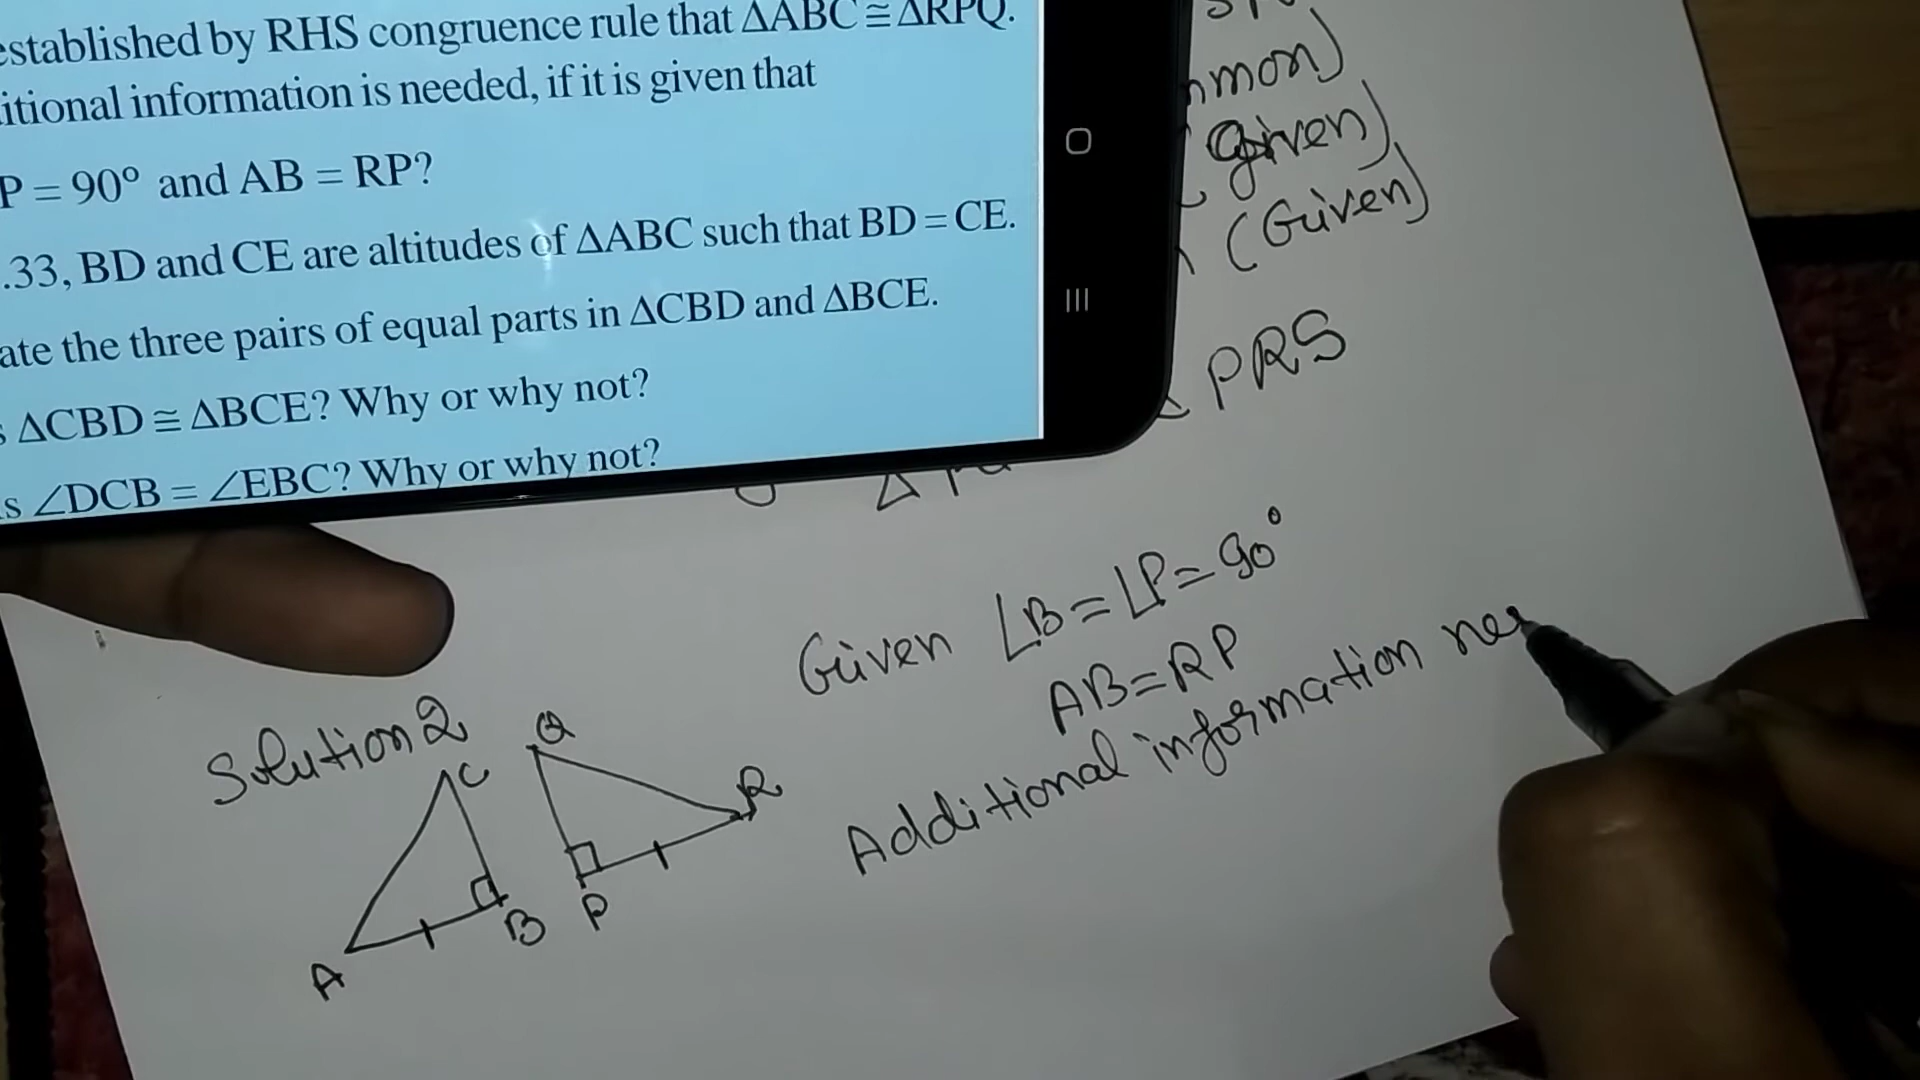 established by RHS congruence rule that ΔABC ≅ ΔRPQ.
itional information is needed, if it is given that
P = 90° and AB = RP?
.33, BD and CE are altitudes of ΔABC such that BD = CE.
ate the three pairs of equal parts in ΔCBD and ΔBCE.
s ΔCBD ≅ ΔBCE? Why or why not?
s ∠DCB = ∠EBC? Why or why not?
mmon)
(given)
(Given)
PRS
Given ∠B = ∠P = 90°
AB = RP
Additional information nee
Solution 2
C
Q
R
A
B
P